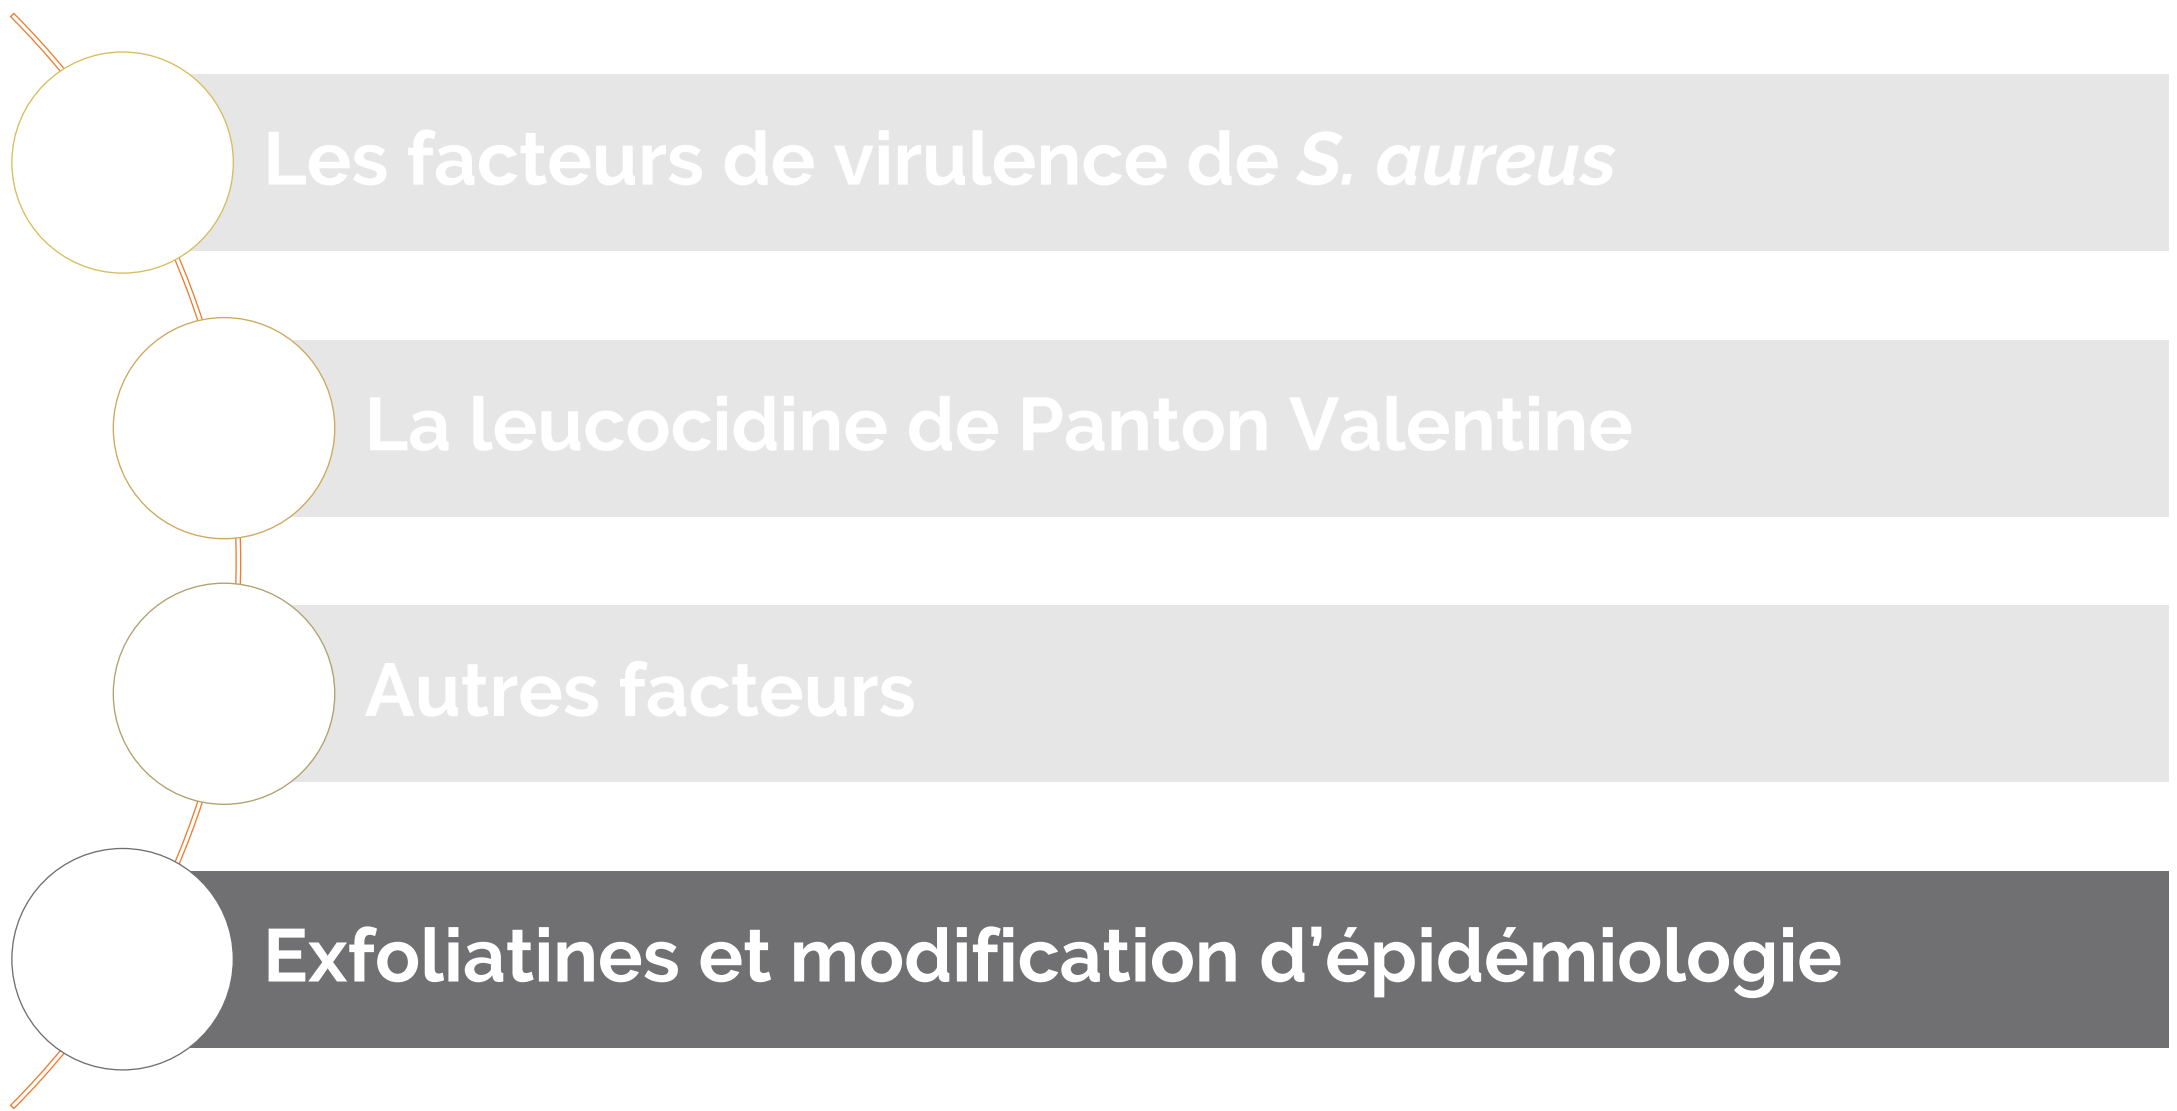 Les facteurs de virulence de S. aureus
La leucocidine de Panton Valentine
Autres facteurs
Exfoliatines et modification d’épidémiologie